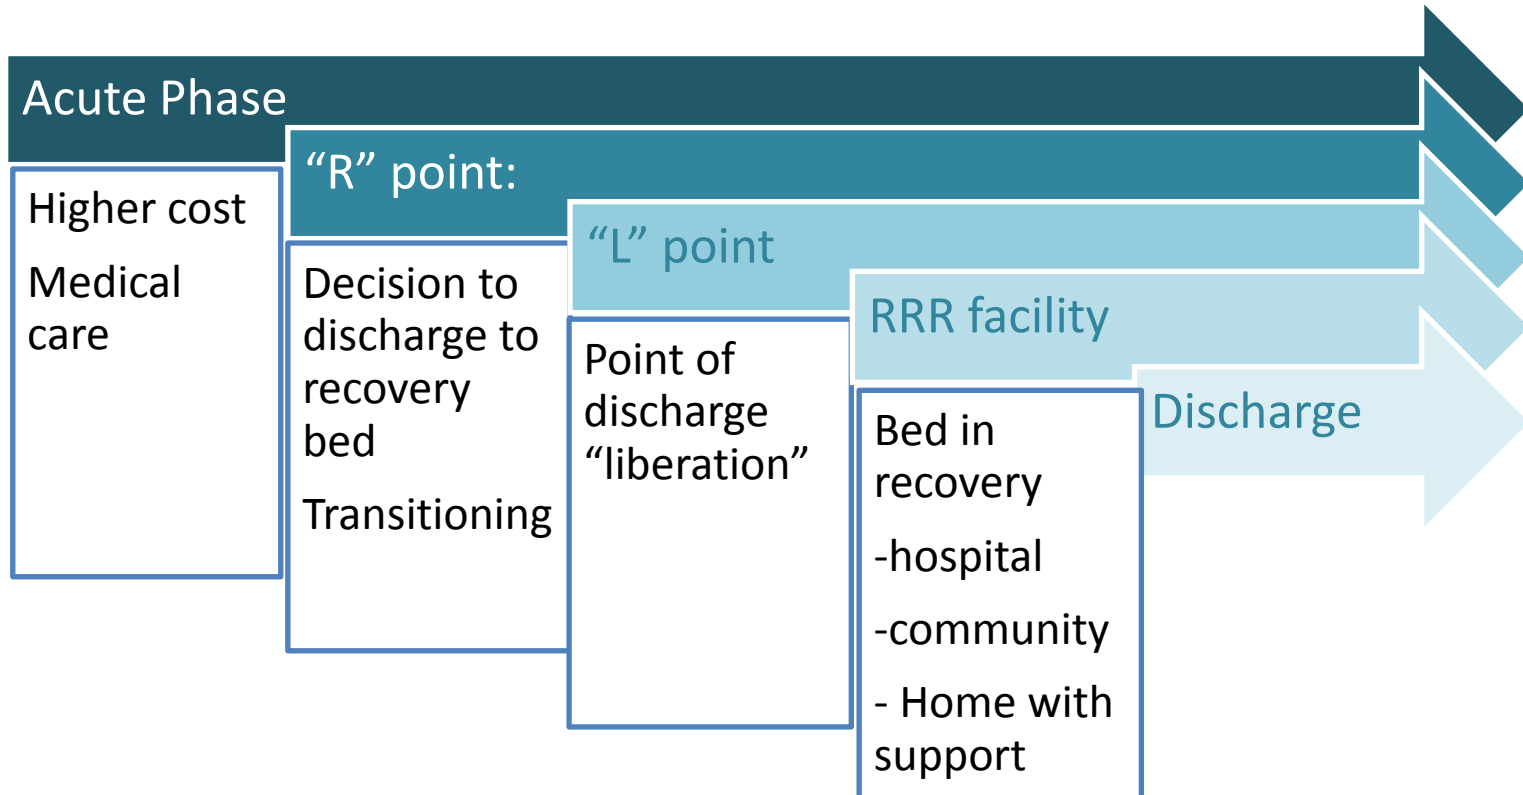 Acute Phase
Higher cost
Medical
care
“R” point:
Decision to
discharge to
recovery
bed
Transitioning
“L” point
Point of
discharge
“liberation”
RRR facility
Bed in
recovery
-hospital
-community
- Home with
support
Discharge